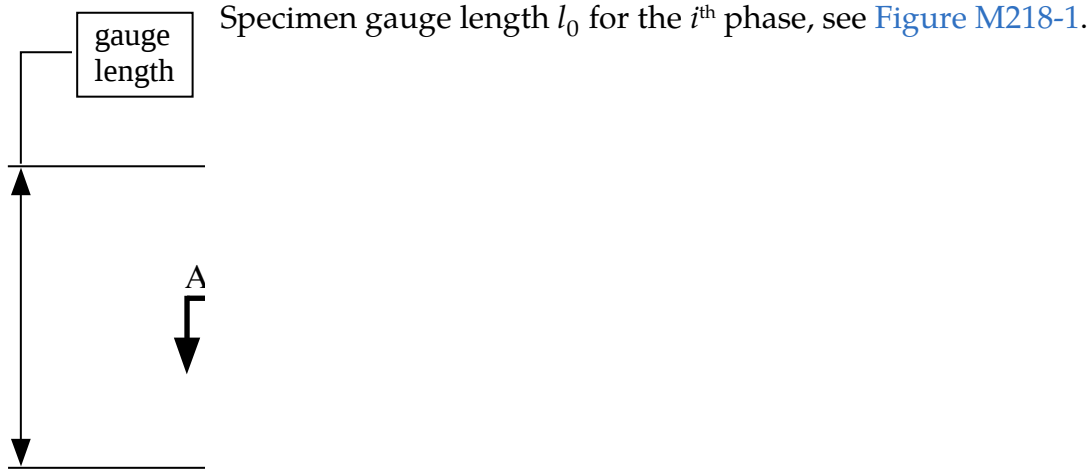 Specimen gauge length l₀ for the iᵗʰ phase, see Figure M218-1.
gauge
length
A